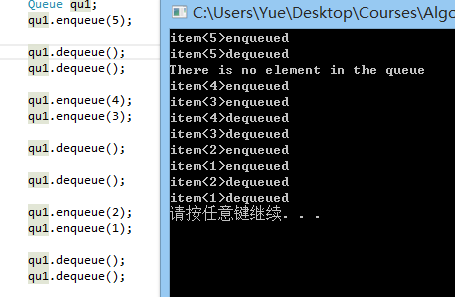 Queue qu1;
qu1.enqueue(5);
qu1.dequeue();
qu1.dequeue();
qu1.enqueue(4);
qu1.enqueue(3);
qu1.dequeue();
qu1.dequeue();
qu1.enqueue(2);
qu1.enqueue(1);
qu1.dequeue();
qu1.dequeue();
C:\Users\Yue\Desktop\Courses\Algo
item<5>enqueued
item<5>dequeued
There is no element in the queue
item<4>enqueued
item<3>enqueued
item<4>dequeued
item<3>dequeued
item<2>enqueued
item<1>enqueued
item<2>dequeued
item<1>dequeued
请按任意键继续. . .